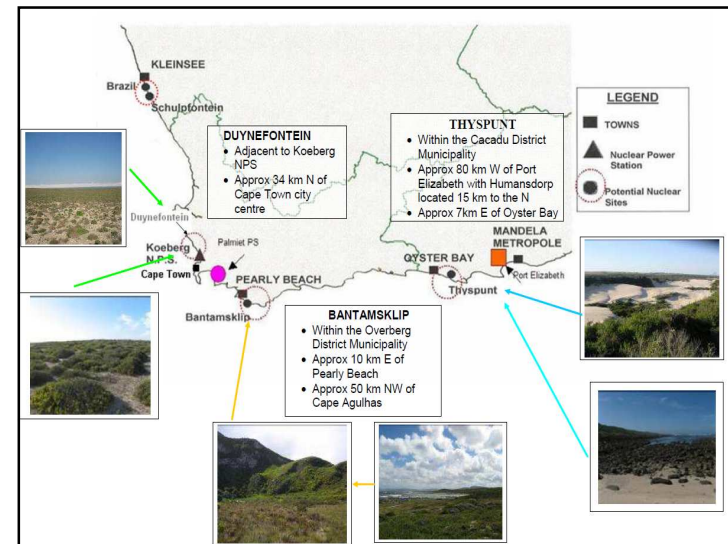 KLEINSEE
Brazil
Schulpfontein
DUYNEFONTEIN
• Adjacent to Koeberg
NPS
• Approx 34 km N of
Cape Town city
centre
THYSPUNT
• Within the Cacadu District
Municipality
• Approx 80 km W of Port
Elizabeth with Humansdorp
located 15 km to the N
• Approx 7km E of Oyster Bay
LEGEND
TOWNS
Nuclear Power
Station
Potential Nuclear
Sites
Duynefontein
Koeberg
N.P.S.
Cape Town
Palmiet PS
PEARLY BEACH
Bantamsklip
OYSTER BAY
Thyspunt
MANDELA
METROPOLE
Port Elizabeth
BANTAMSKLIP
• Within the Overberg
District Municipality
• Approx 10 km E of
Pearly Beach
• Approx 50 km NW of
Cape Agulhas